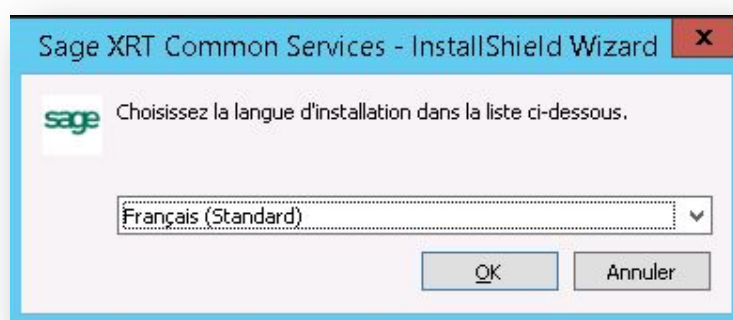 Sage XRT Common Services - InstallShield Wizard x
sage Choisissez la langue d'installation dans la liste ci-dessous.
Français (Standard)
OK Annuler